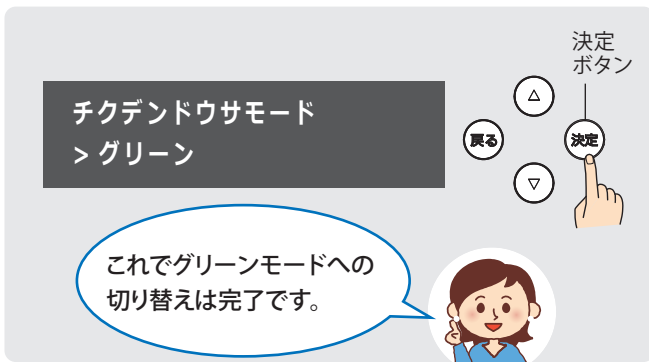 決定
ボタン
チクデンドウサモード
> グリーン
△
戻る
決定
▽
これでグリーンモードへの
切り替えは完了です。